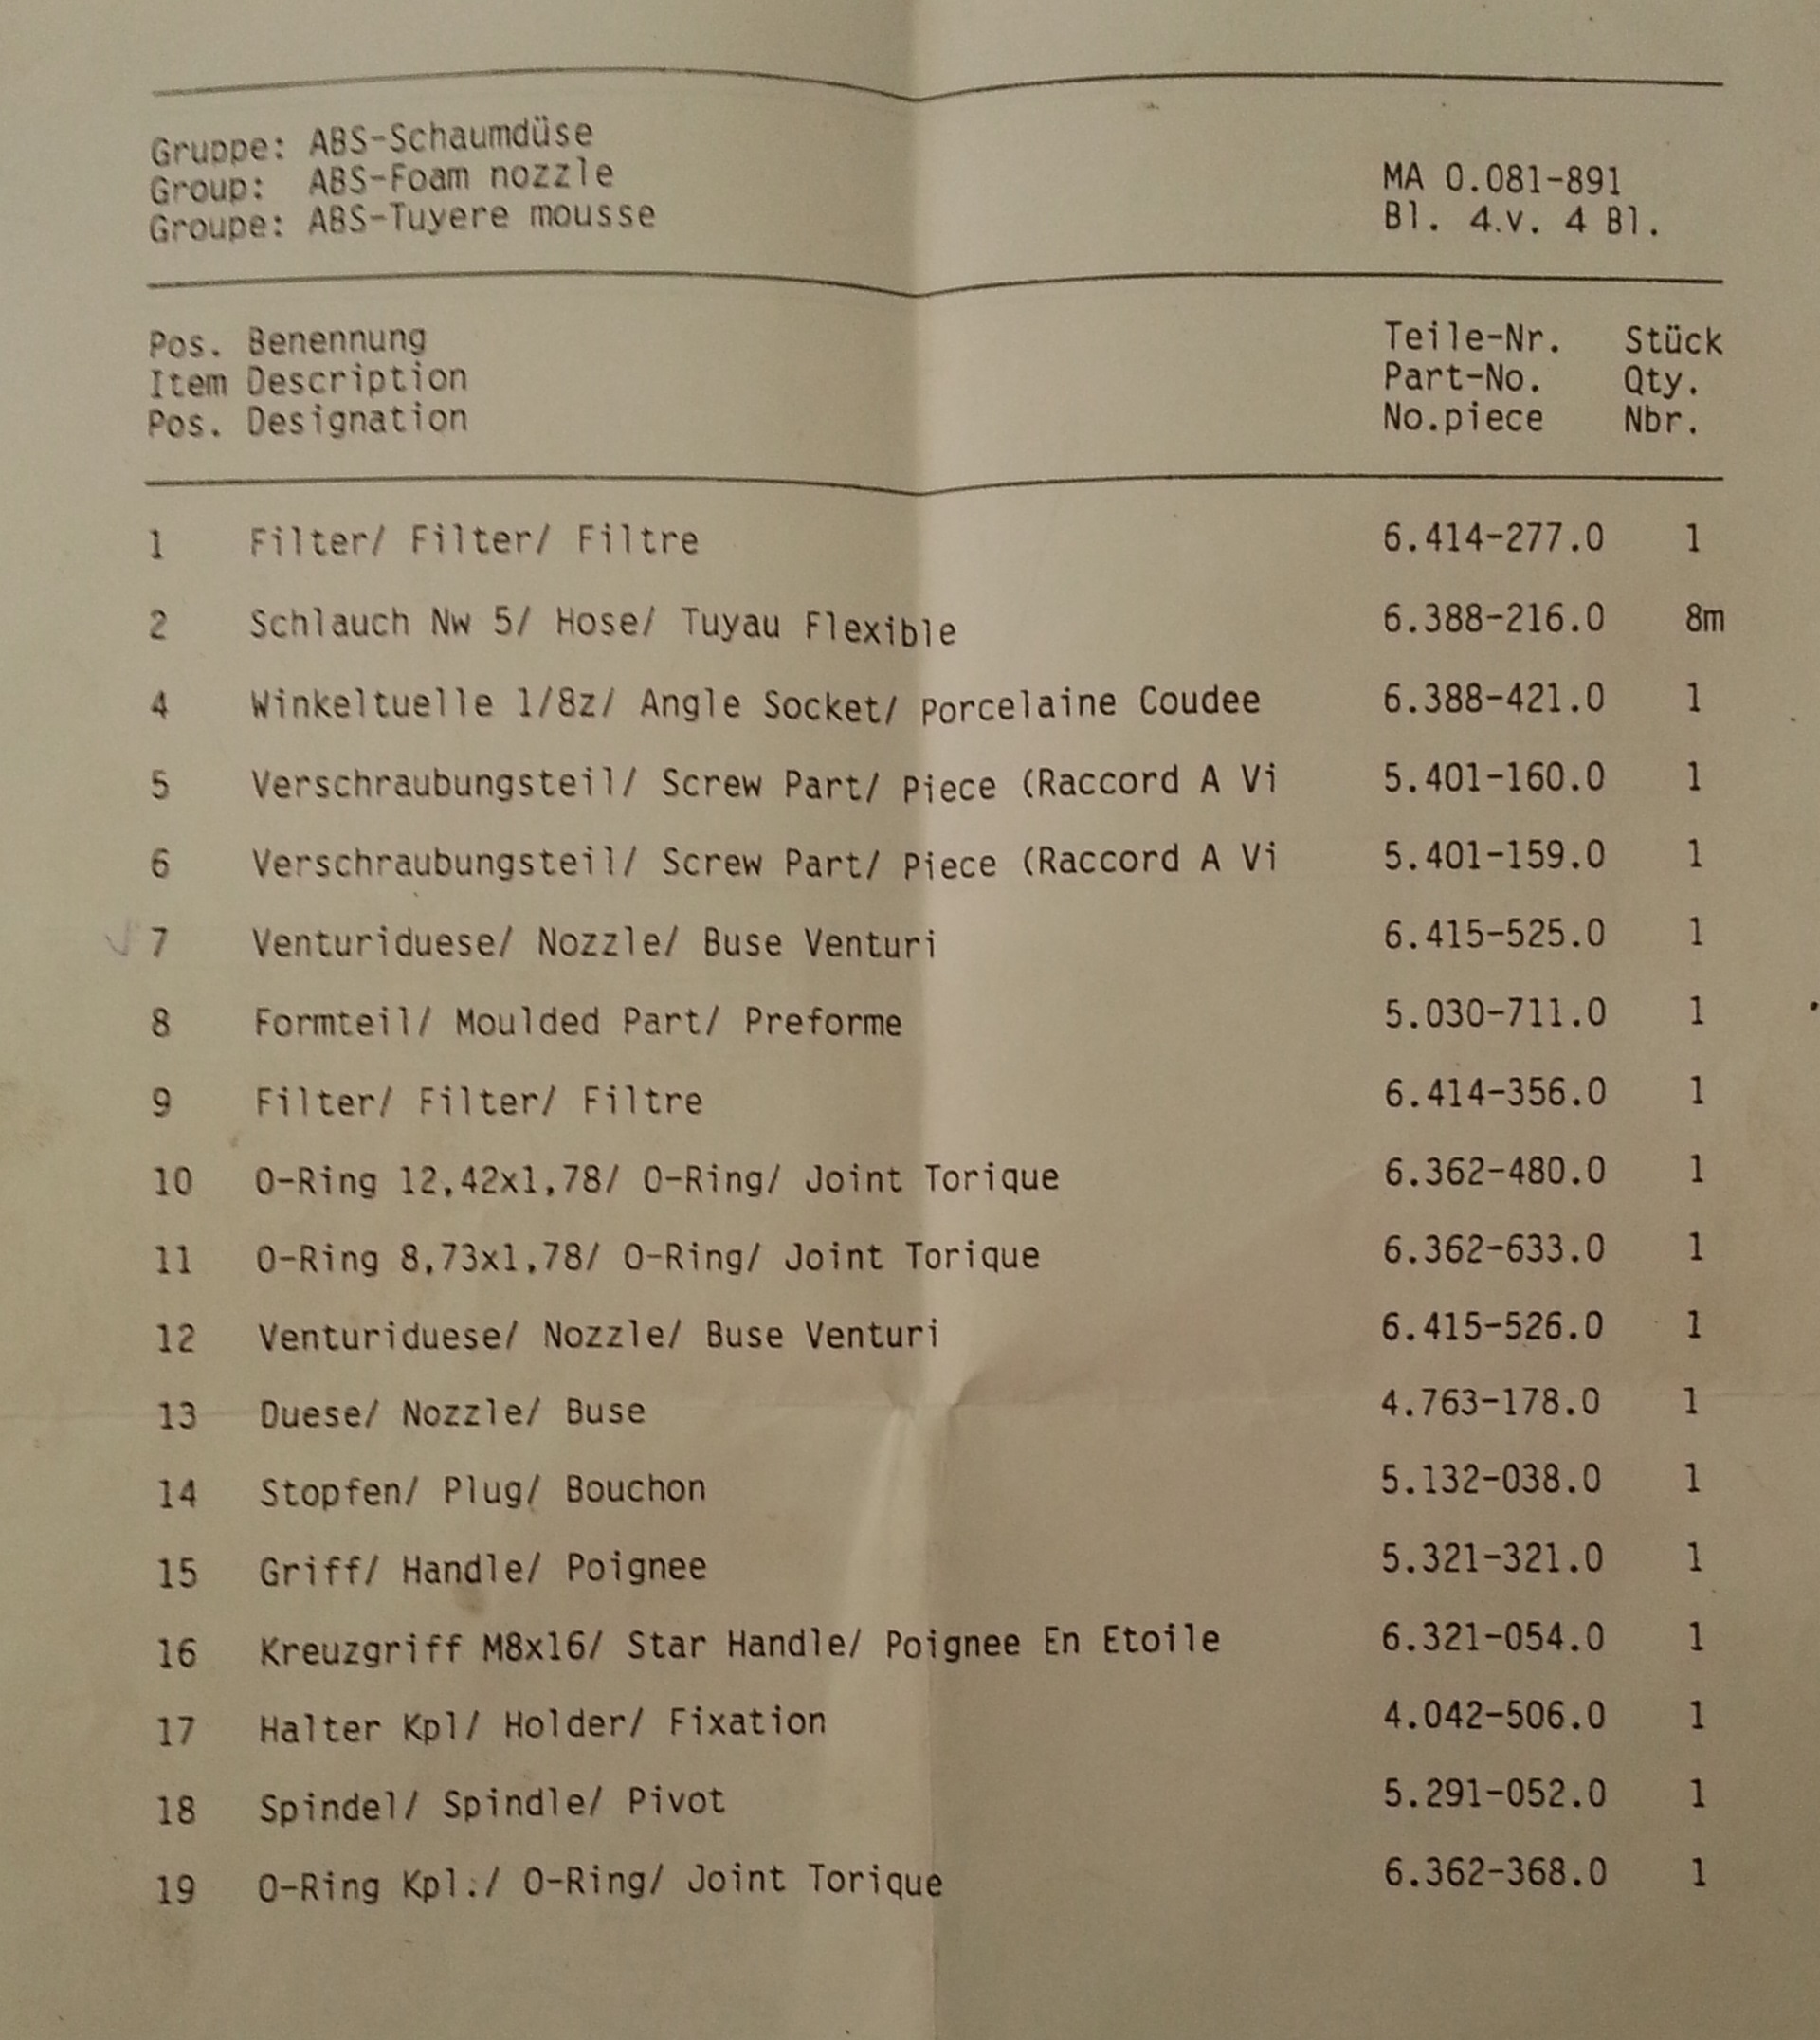 Gruppe: ABS-Schaumdüse
Group: ABS-Foam nozzle
Groupe: ABS-Tuyere mousse
MA 0.081-891
Bl. 4.v. 4 Bl.
Pos. Benennung Teile-Nr. Stück
Item Description Part-No. Qty.
Pos. Designation No.piece Nbr.
1 Filter/ Filter/ Filtre 6.414-277.0 1
2 Schlauch Nw 5/ Hose/ Tuyau Flexible 6.388-216.0 8m
4 Winkeltuelle 1/8z/ Angle Socket/ Porcelaine Coudee 6.388-421.0 1
5 Verschraubungsteil/ Screw Part/ Piece (Raccord A Vi 5.401-160.0 1
6 Verschraubungsteil/ Screw Part/ Piece (Raccord A Vi 5.401-159.0 1
7 Venturiduese/ Nozzle/ Buse Venturi 6.415-525.0 1
8 Formteil/ Moulded Part/ Preforme 5.030-711.0 1
9 Filter/ Filter/ Filtre 6.414-356.0 1
10 O-Ring 12,42x1,78/ O-Ring/ Joint Torique 6.362-480.0 1
11 O-Ring 8,73x1,78/ O-Ring/ Joint Torique 6.362-633.0 1
12 Venturiduese/ Nozzle/ Buse Venturi 6.415-526.0 1
13 Duese/ Nozzle/ Buse 4.763-178.0 1
14 Stopfen/ Plug/ Bouchon 5.132-038.0 1
15 Griff/ Handle/ Poignee 5.321-321.0 1
16 Kreuzgriff M8x16/ Star Handle/ Poignee En Etoile 6.321-054.0 1
17 Halter Kpl/ Holder/ Fixation 4.042-506.0 1
18 Spindel/ Spindle/ Pivot 5.291-052.0 1
19 O-Ring Kpl./ O-Ring/ Joint Torique 6.362-368.0 1